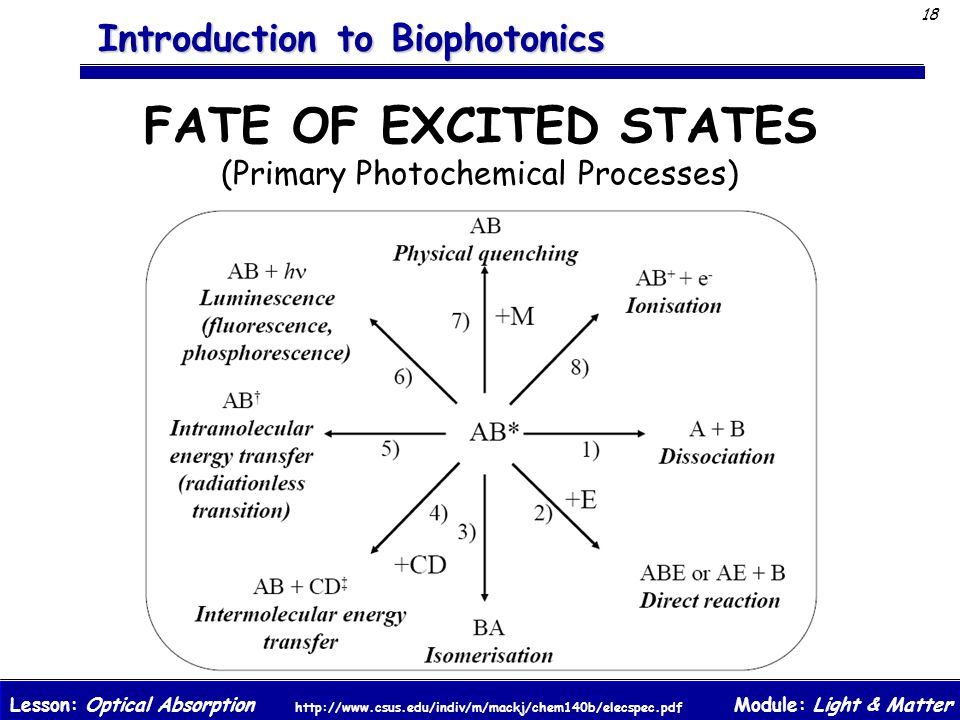 18
Introduction to Biophotonics
FATE OF EXCITED STATES
(Primary Photochemical Processes)
AB
Physical quenching
AB + hν
Luminescence
(fluorescence,
phosphorescence)
AB⁺ + e⁻
Ionisation
7)
+M
6)
8)
AB†
Intramolecular
energy transfer
(radiationless
transition)
5)
AB*
1)
A + B
Dissociation
4)
3)
2)
+E
+CD
AB + CD‡
Intermolecular energy
transfer
BA
Isomerisation
ABE or AE + B
Direct reaction
Lesson: Optical Absorption
http://www.csus.edu/indiv/m/mackj/chem140b/elecspec.pdf
Module: Light & Matter